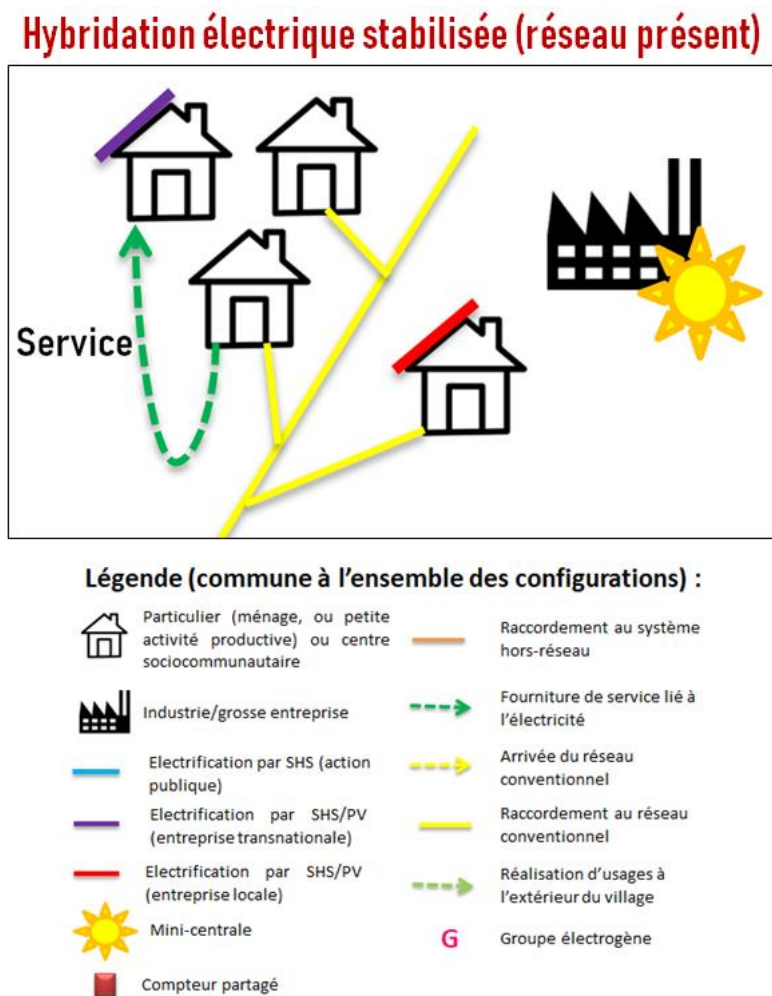 Hybridation électrique stabilisée (réseau présent)
Service
Légende (commune à l’ensemble des configurations) :
Particulier (ménage, ou petite
activité productive) ou centre
sociocommunautaire
Industrie/grosse entreprise
Electrification par SHS (action
publique)
Electrification par SHS/PV
(entreprise transnationale)
Electrification par SHS/PV
(entreprise locale)
Mini-centrale
Compteur partagé
Raccordement au système
hors-réseau
Fourniture de service lié à
l’électricité
Arrivée du réseau
conventionnel
Raccordement au réseau
conventionnel
Réalisation d’usages à
l’extérieur du village
G Groupe électrogène